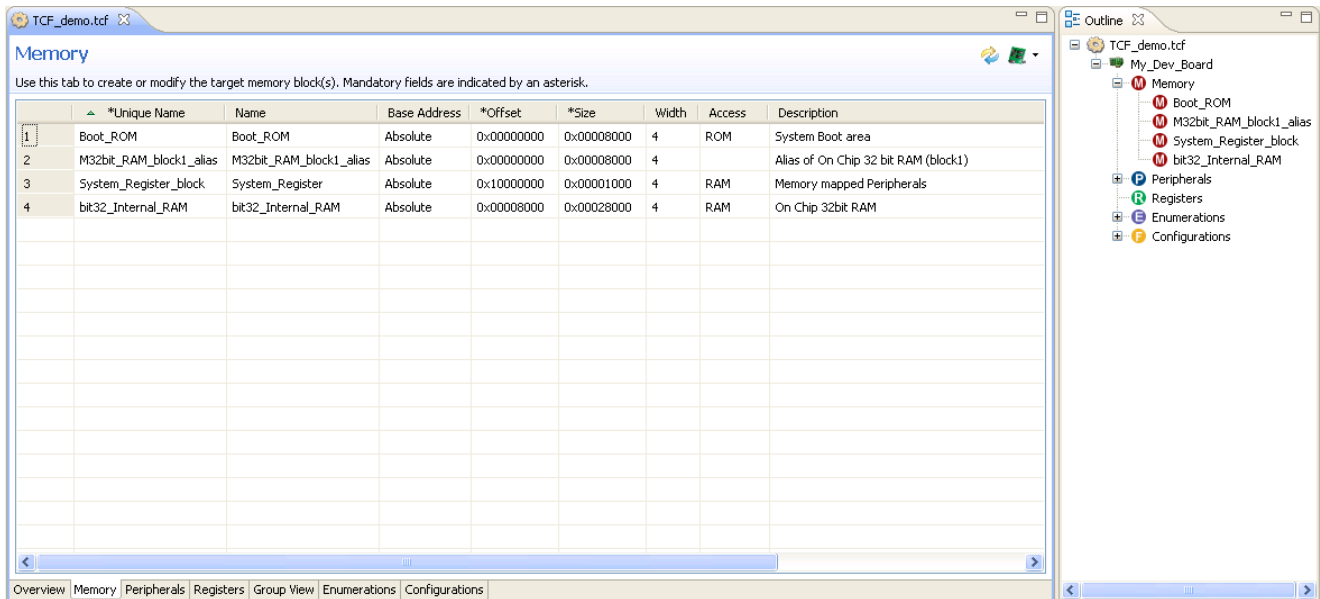 TCF_demo.tcf
Memory
Use this tab to create or modify the target memory block(s). Mandatory fields are indicated by an asterisk.
*Unique Name Name Base Address *Offset *Size Width Access Description
1 Boot_ROM Boot_ROM Absolute 0x00000000 0x00008000 4 ROM System Boot area
2 M32bit_RAM_block1_alias M32bit_RAM_block1_alias Absolute 0x00000000 0x00008000 4 Alias of On Chip 32 bit RAM (block1)
3 System_Register_block System_Register Absolute 0x10000000 0x00001000 4 RAM Memory mapped Peripherals
4 bit32_Internal_RAM bit32_Internal_RAM Absolute 0x00008000 0x00028000 4 RAM On Chip 32bit RAM
Overview Memory Peripherals Registers Group View Enumerations Configurations
Outline
TCF_demo.tcf
My_Dev_Board
M Memory
M Boot_ROM
M M32bit_RAM_block1_alias
M System_Register_block
M bit32_Internal_RAM
P Peripherals
R Registers
E Enumerations
F Configurations